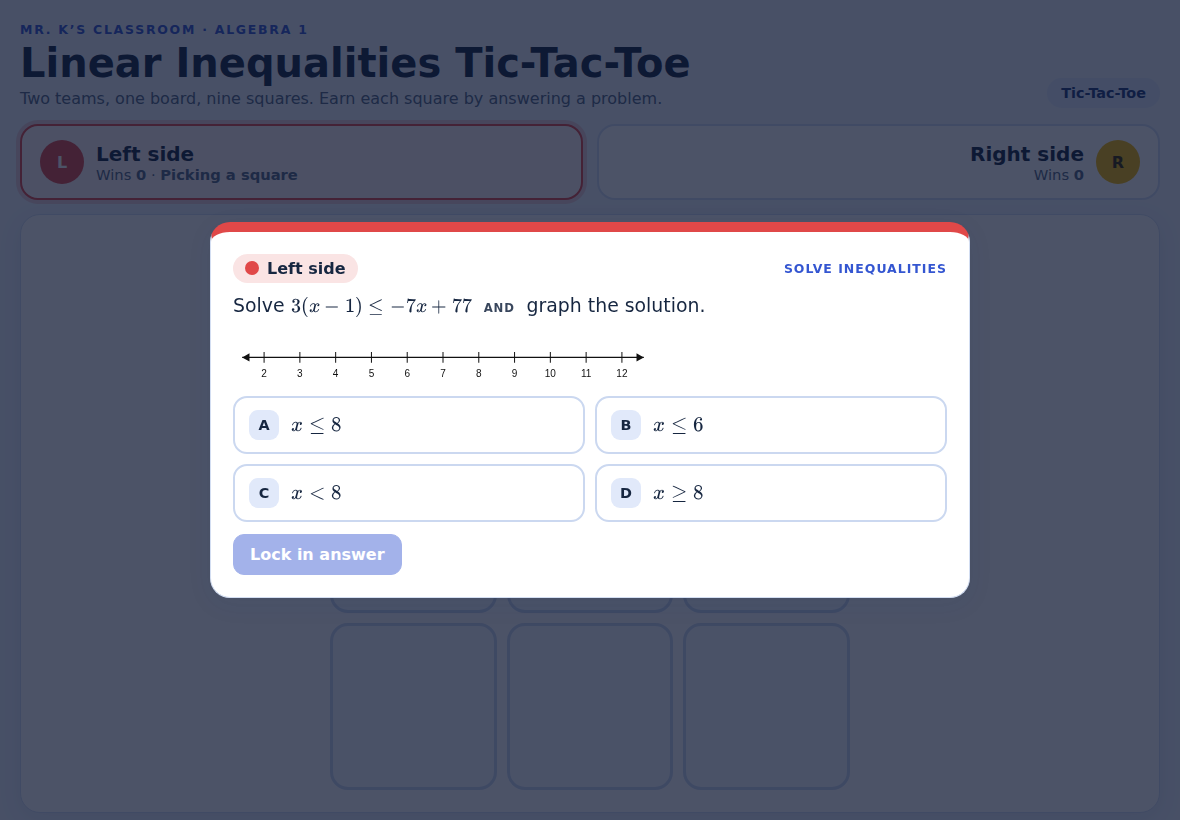 MR. K'S CLASSROOM · ALGEBRA 1
Linear Inequalities Tic-Tac-Toe
Two teams, one board, nine squares. Earn each square by answering a problem.
Tic-Tac-Toe
L
Left side
Wins 0 · Picking a square
Right side
Wins 0
R
Left side
SOLVE INEQUALITIES
Solve 3(x − 1) ≤ −7x + 77 AND graph the solution.
2 3 4 5 6 7 8 9 10 11 12
A x ≤ 8
B x ≤ 6
C x < 8
D x ≥ 8
Lock in answer